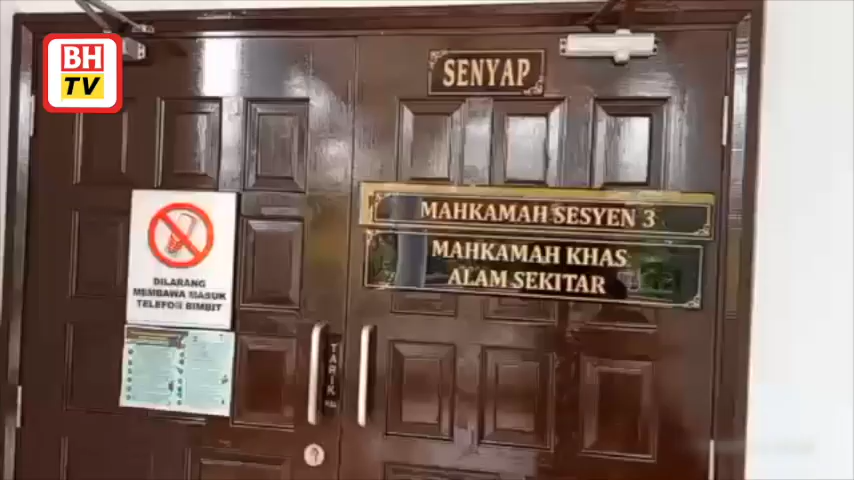 BH
TV
SENYAP
MAHKAMAH SESYEN 3
MAHKAMAH KHAS
ALAM SEKITAR
DILARANG
MEMBAWA MASUK
TELEFON BIMBIT
TARIK